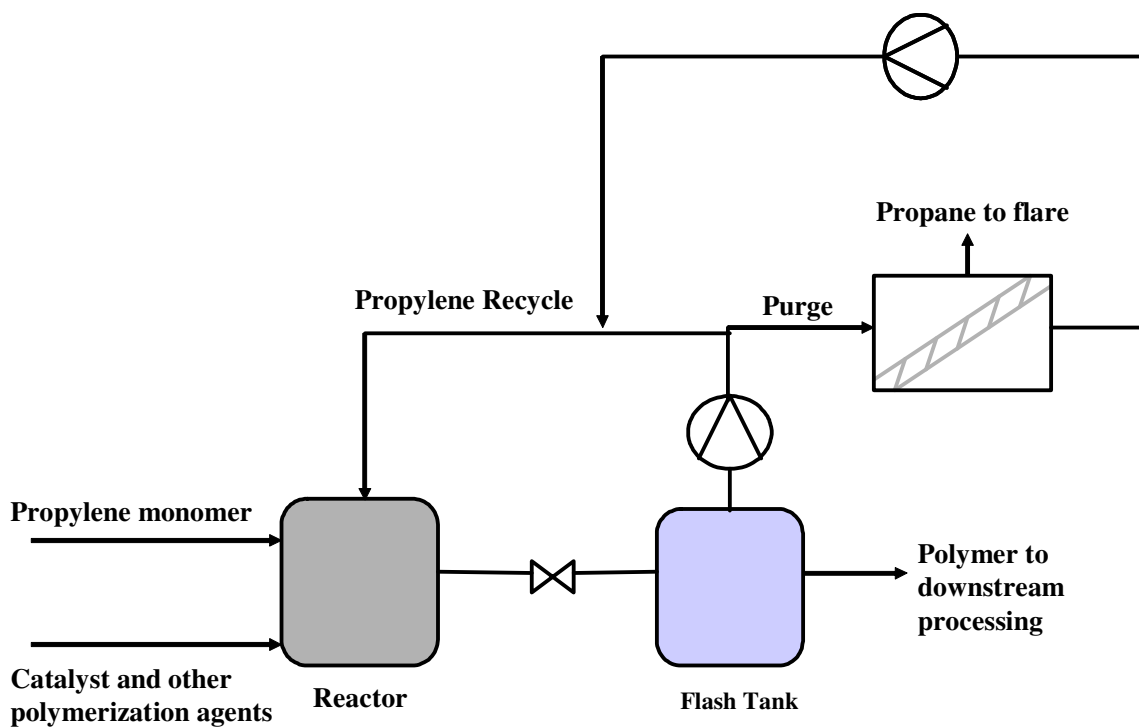 Propane to flare
Propylene Recycle
Purge
Propylene monomer
Polymer to
downstream
processing
Catalyst and other
polymerization agents
Reactor
Flash Tank